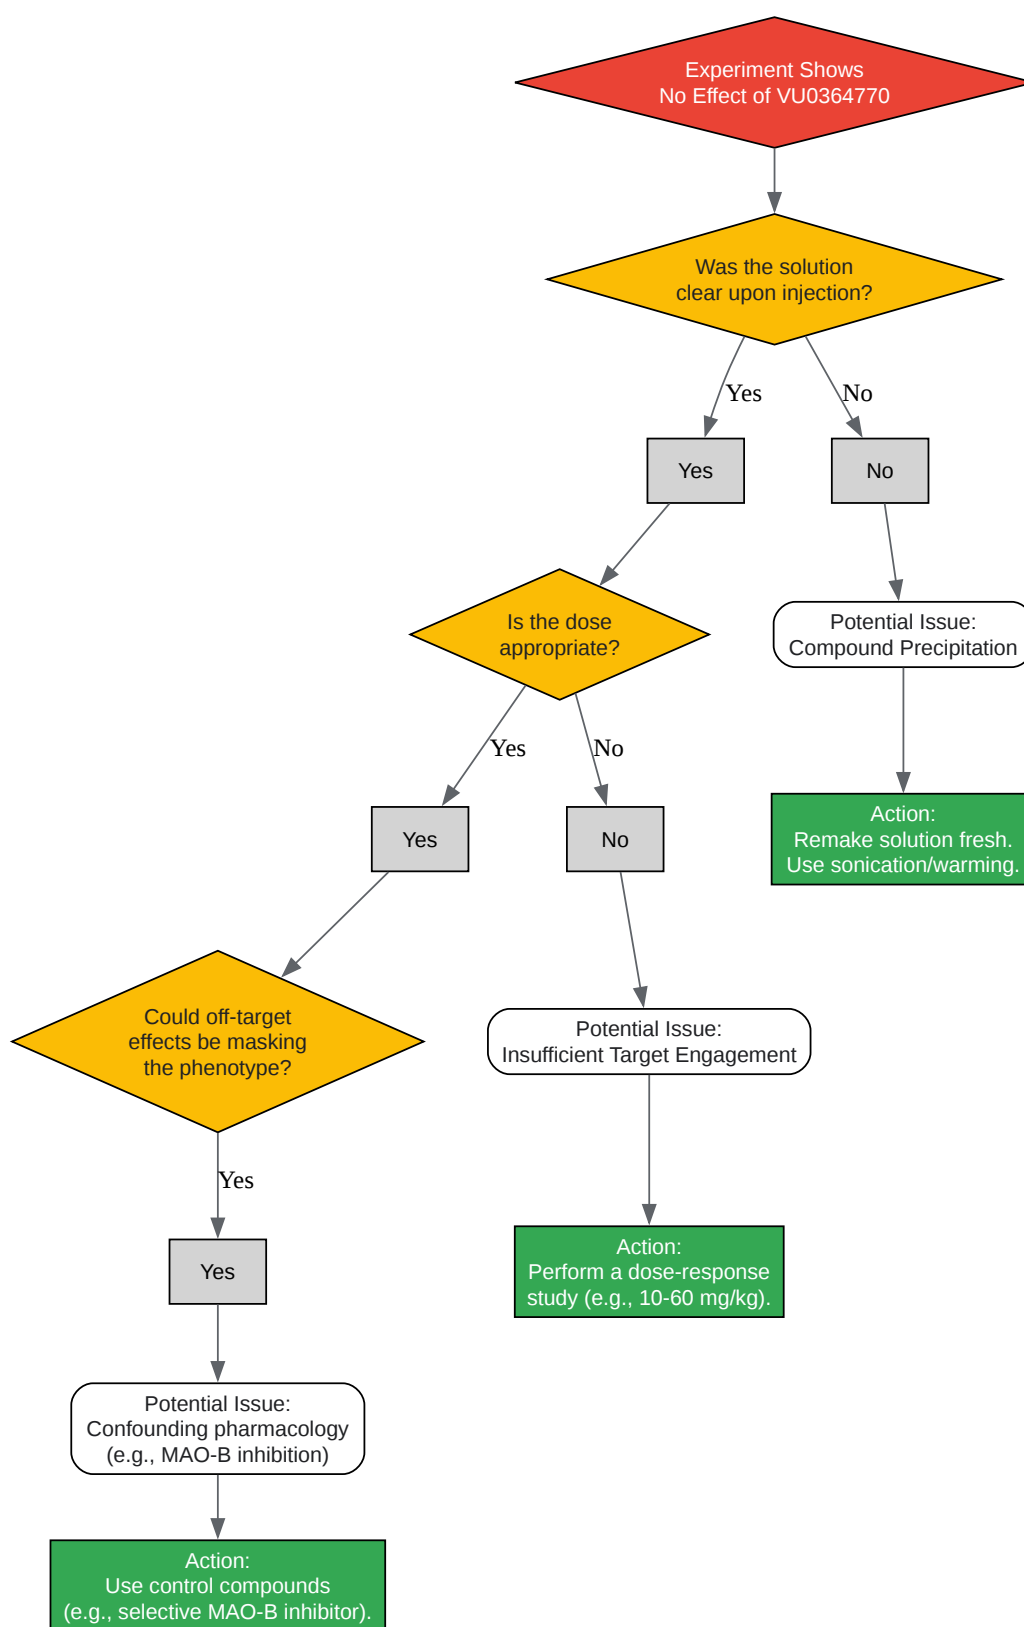 Experiment Shows
No Effect of VU0364770
Was the solution
clear upon injection?
Yes
No
Yes
No
Is the dose
appropriate?
Potential Issue:
Compound Precipitation
Yes
No
Action:
Remake solution fresh.
Use sonication/warming.
Yes
No
Could off-target
effects be masking
the phenotype?
Potential Issue:
Insufficient Target Engagement
Yes
Yes
Action:
Perform a dose-response
study (e.g., 10-60 mg/kg).
Potential Issue:
Confounding pharmacology
(e.g., MAO-B inhibition)
Action:
Use control compounds
(e.g., selective MAO-B inhibitor).